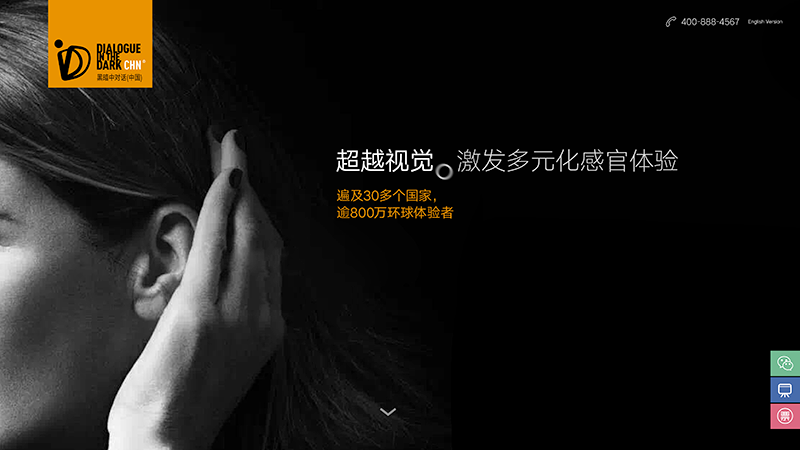 DIALOGUE
IN THE
DARK CHN®
黑暗中对话(中国)
400-888-4567
English Version
超越视觉。激发多元化感官体验
遍及30多个国家，
逾800万环球体验者
票